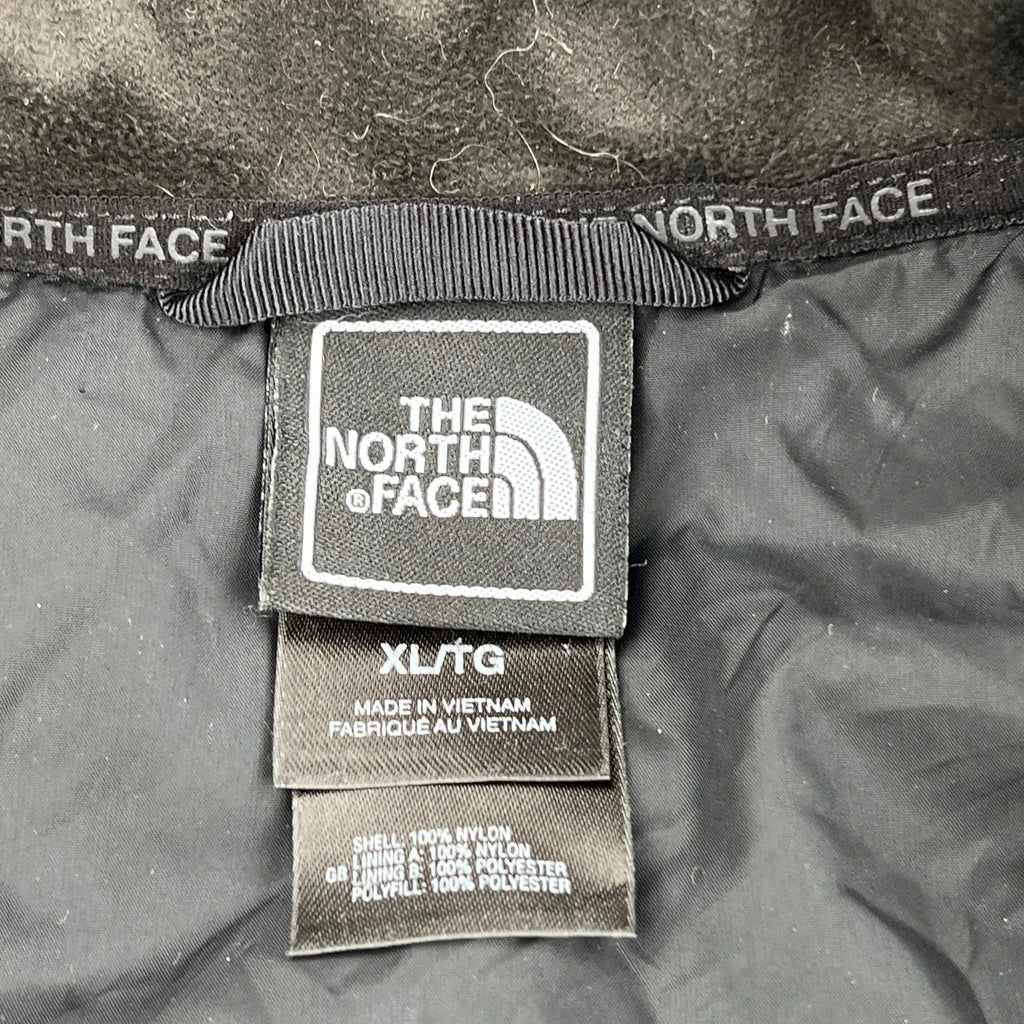 RTH FACE
NORTH FACE
THE
NORTH
® FACE
XL/TG
MADE IN VIETNAM
FABRIQUÉ AU VIETNAM
SHELL: 100% NYLON
LINING A: 100% NYLON
GB LINING B: 100% POLYESTER
POLYFILL: 100% POLYESTER